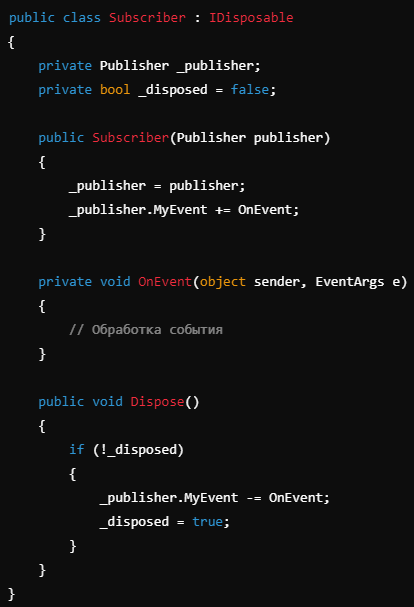 public class Subscriber : IDisposable
{
    private Publisher _publisher;
    private bool _disposed = false;

    public Subscriber(Publisher publisher)
    {
        _publisher = publisher;
        _publisher.MyEvent += OnEvent;
    }

    private void OnEvent(object sender, EventArgs e)
    {
        // Обработка события
    }

    public void Dispose()
    {
        if (!_disposed)
        {
            _publisher.MyEvent -= OnEvent;
            _disposed = true;
        }
    }
}